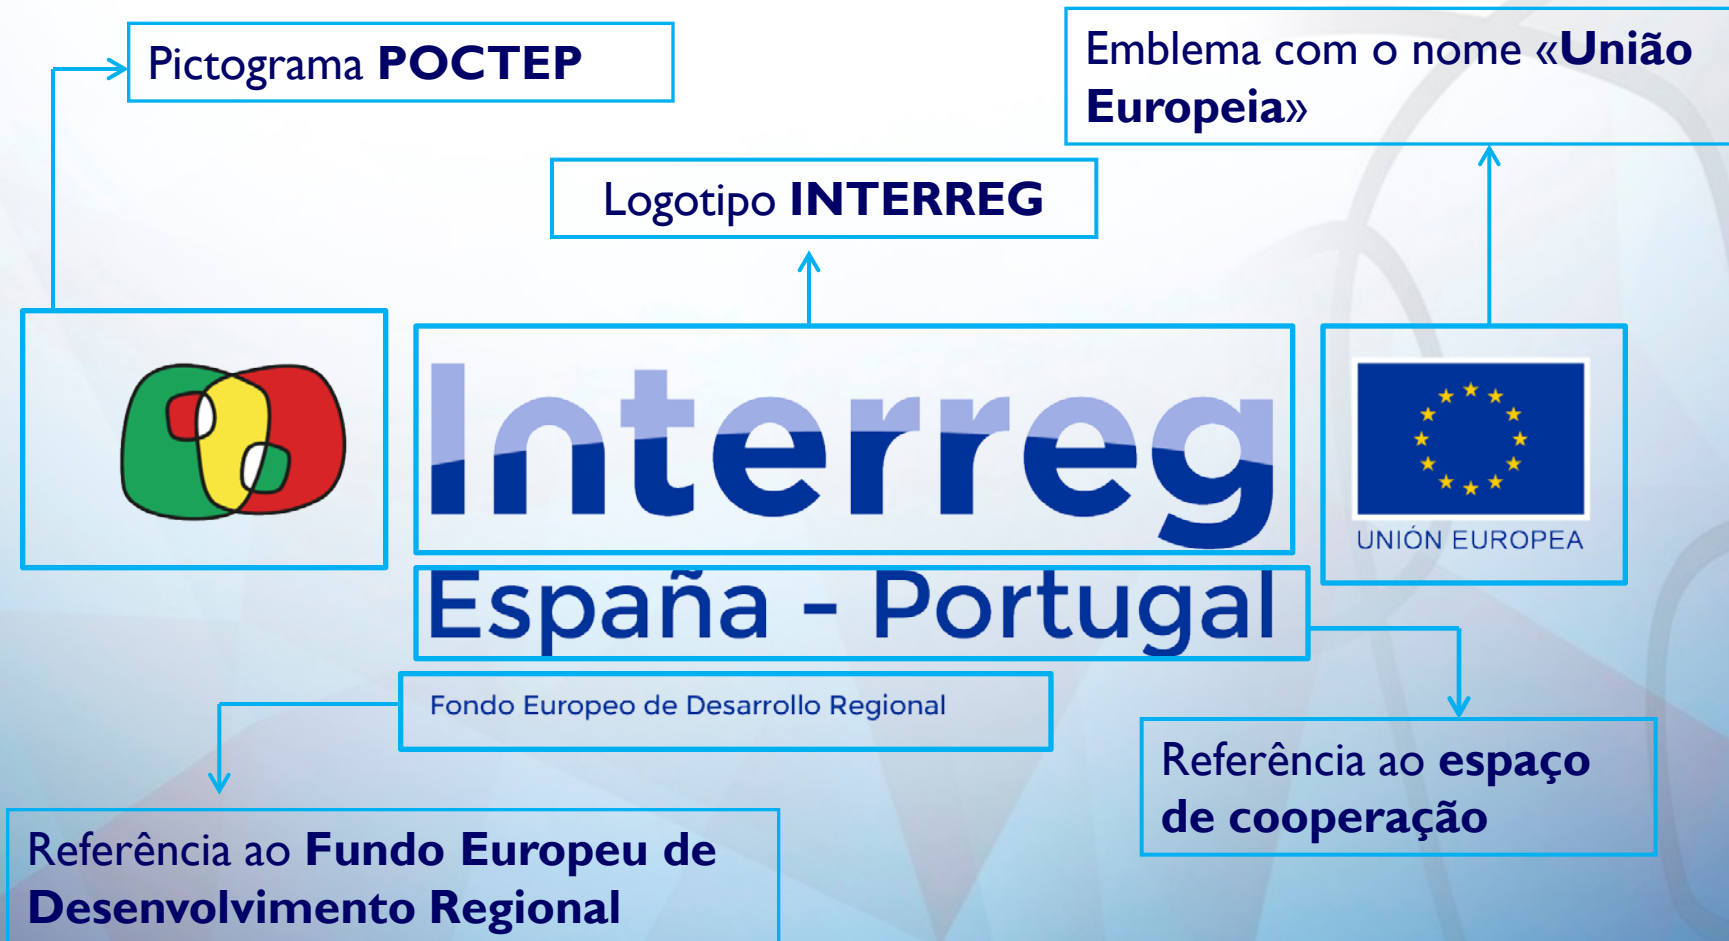 Pictograma POCTEP
Emblema com o nome «União
Europeia»
Logotipo INTERREG
Interreg
UNIÓN EUROPEA
España - Portugal
Fondo Europeo de Desarrollo Regional
Referência ao espaço
de cooperação
Referência ao Fundo Europeu de
Desenvolvimento Regional